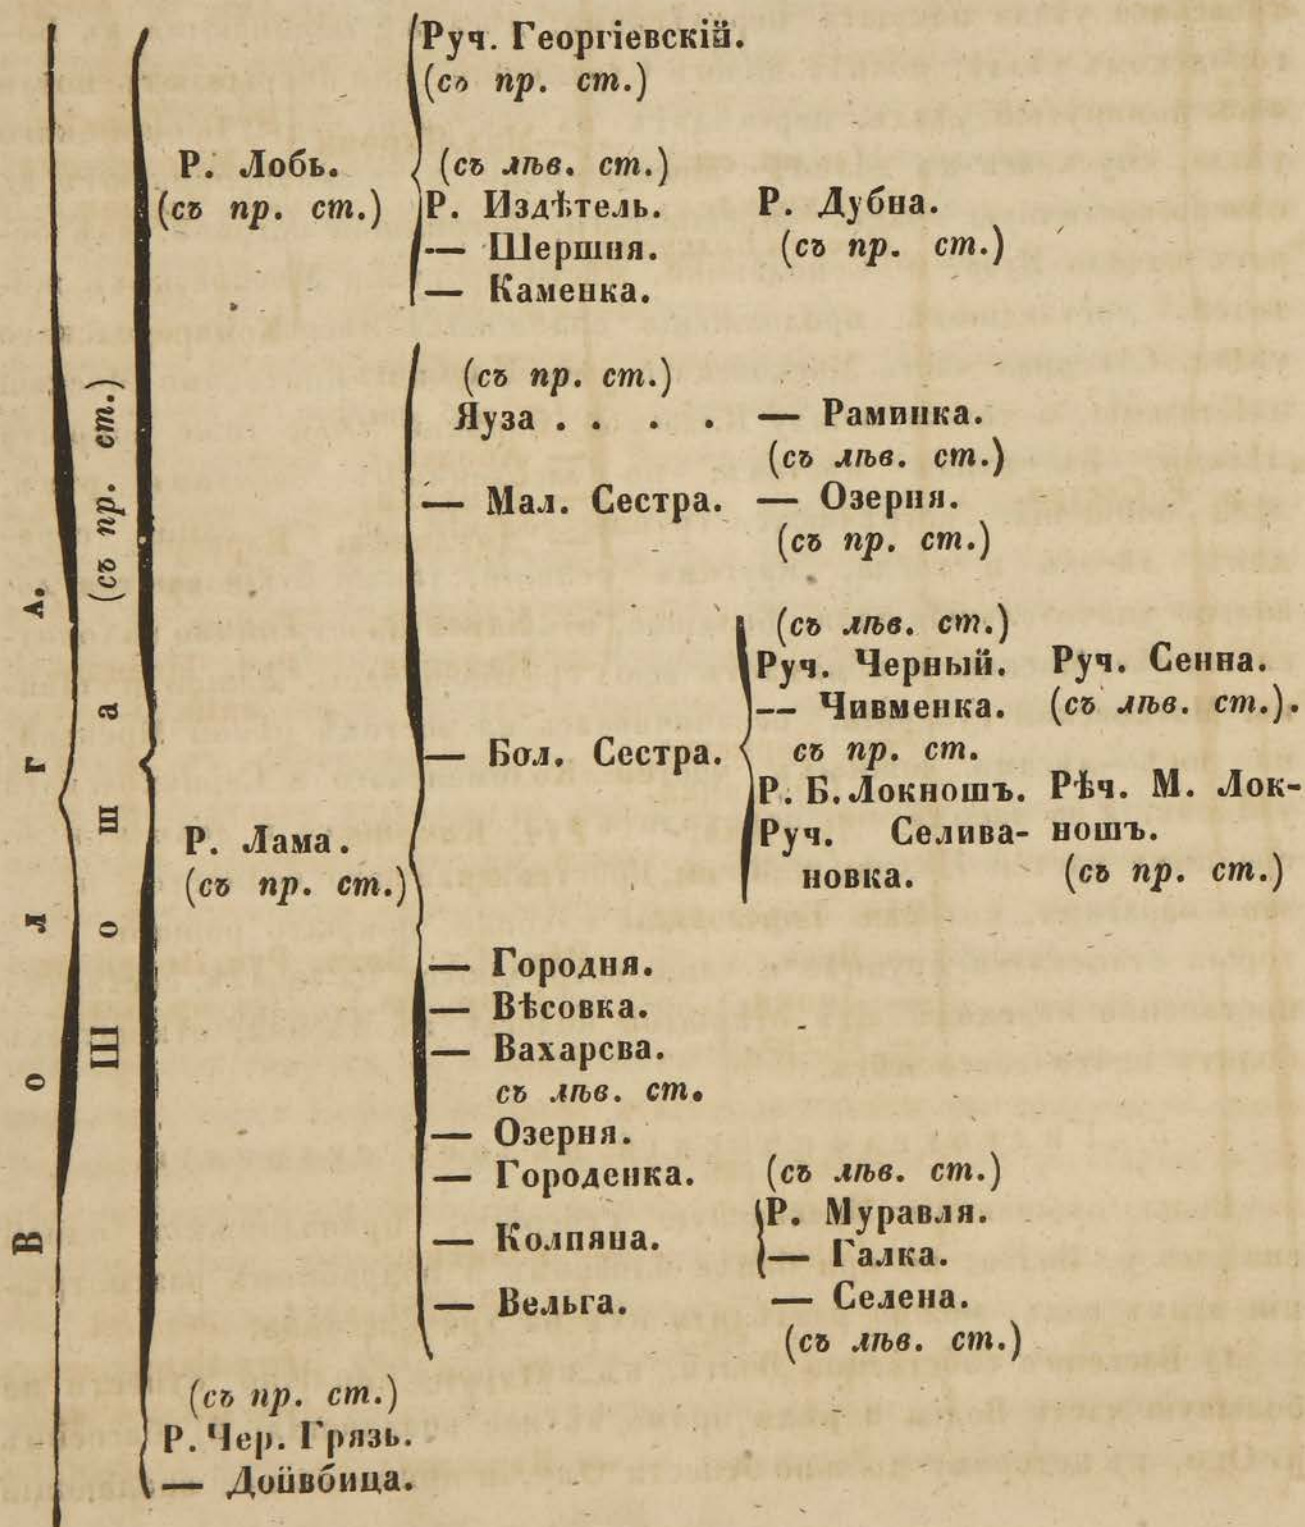 В о л г а.
Ш о ш а (съ пр. ст.)
Руч. Георгіевскій.
(съ пр. ст.)
Р. Лобь.
(съ пр. ст.)
(съ лѣв. ст.)
Р. Издѣтель.
— Шершня.
— Каменка.
Р. Дубна.
(съ пр. ст.)
Р. Лама.
(съ пр. ст.)
(съ пр. ст.)
Яуза . . . . — Раминка.
(съ лѣв. ст.)
— Мал. Сестра. — Озерня.
(съ пр. ст.)
— Бол. Сестра.
(съ лѣв. ст.)
Руч. Черный. Руч. Сенна.
-- Чивменка. (съ лѣв. ст.).
съ пр. ст.
Р. Б. Локношъ. Рѣч. М. Лок-
Руч. Селива- ношъ.
новка. (съ пр. ст.)
— Городня.
— Вѣсовка.
— Вахарсва.
съ лѣв. ст.
— Озерня.
— Городенка. (съ лѣв. ст.)
— Колпяна.
Р. Муравля.
— Галка.
— Вельга. — Селена.
(съ лѣв. ст.)
(съ пр. ст.)
Р. Чер. Грязь.
— Дойвбица.